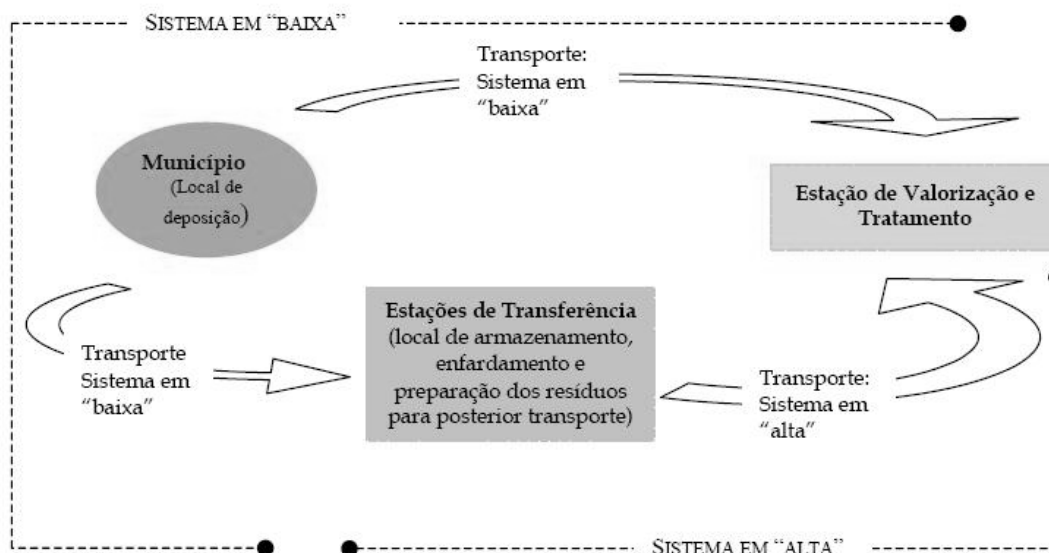 SISTEMA EM “BAIXA”
Transporte:
Sistema em
“baixa”
Município
(Local de
deposição)
Estação de Valorização e
Tratamento
Estações de Transferência
(local de armazenamento,
enfardamento e
preparação dos resíduos
para posterior transporte)
Transporte
Sistema em
“baixa”
Transporte:
Sistema em
“alta”
SISTEMA EM “ALTA”